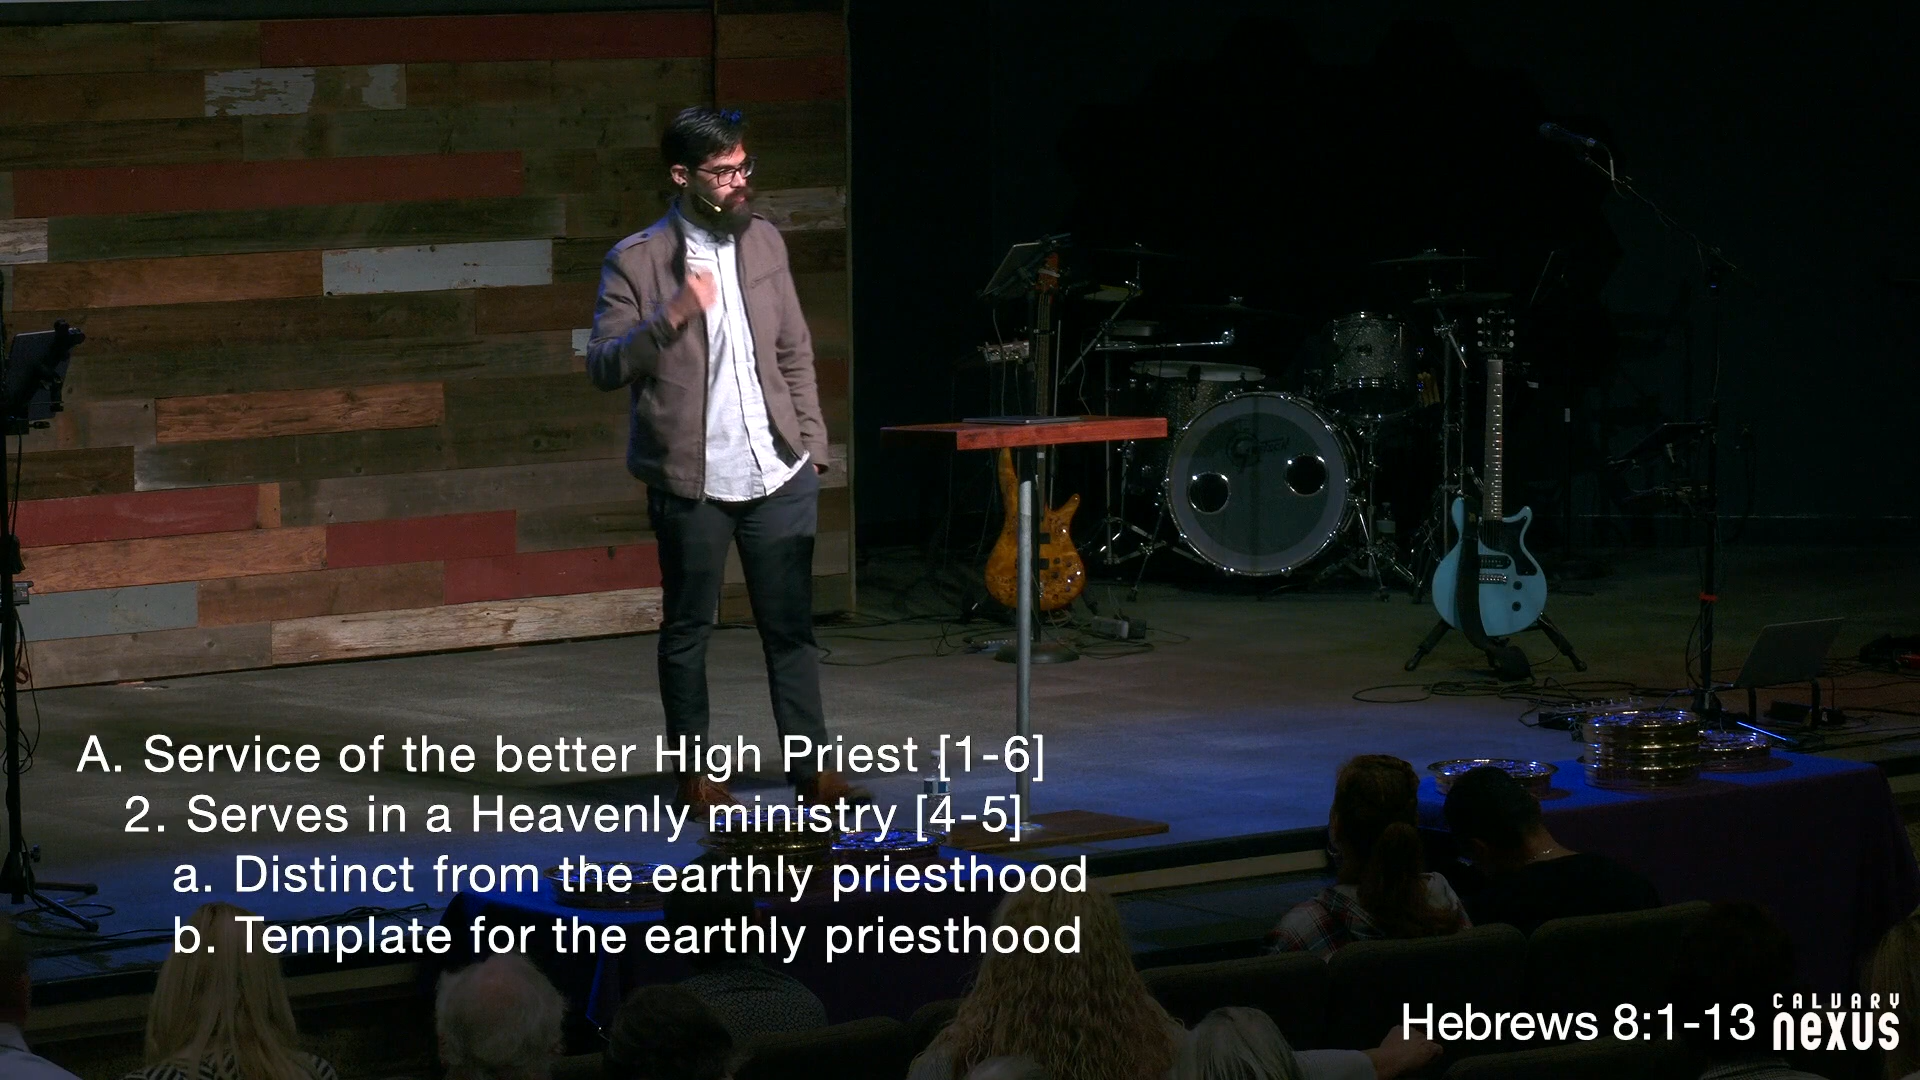 A. Service of the better High Priest [1-6]
2. Serves in a Heavenly ministry [4-5]
a. Distinct from the earthly priesthood
b. Template for the earthly priesthood
Hebrews 8:1-13
CALVARY
nexus